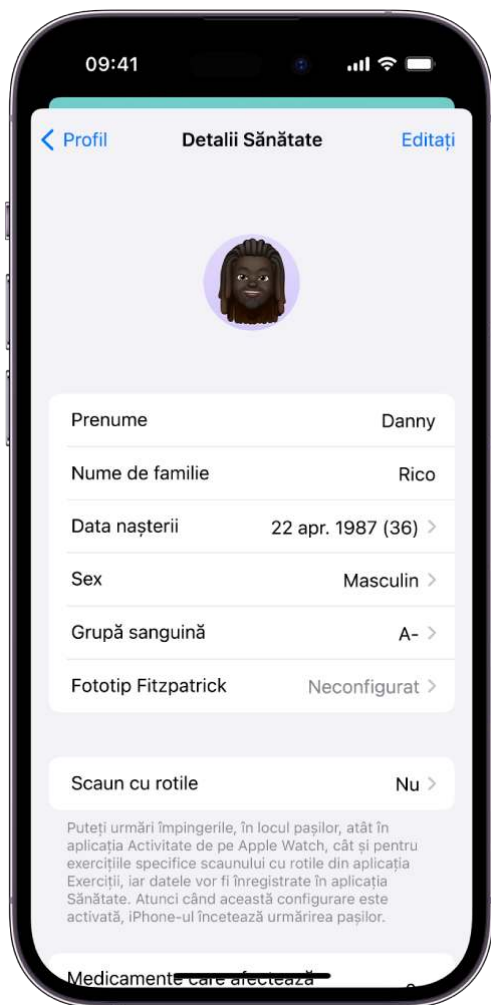 09:41
Profil Detalii Sănătate Editați
Prenume Danny
Nume de familie Rico
Data nașterii 22 apr. 1987 (36)
Sex Masculin
Grupă sanguină A-
Fototip Fitzpatrick Neconfigurat
Scaun cu rotile Nu
Puteți urmări împingerile, în locul pașilor, atât în
aplicația Activitate de pe Apple Watch, cât și pentru
exercițiile specifice scaunului cu rotile din aplicația
Exerciții, iar datele vor fi înregistrate în aplicația
Sănătate. Atunci când această configurare este
activată, iPhone-ul încetează urmărirea pașilor.
Medicamente care afectează